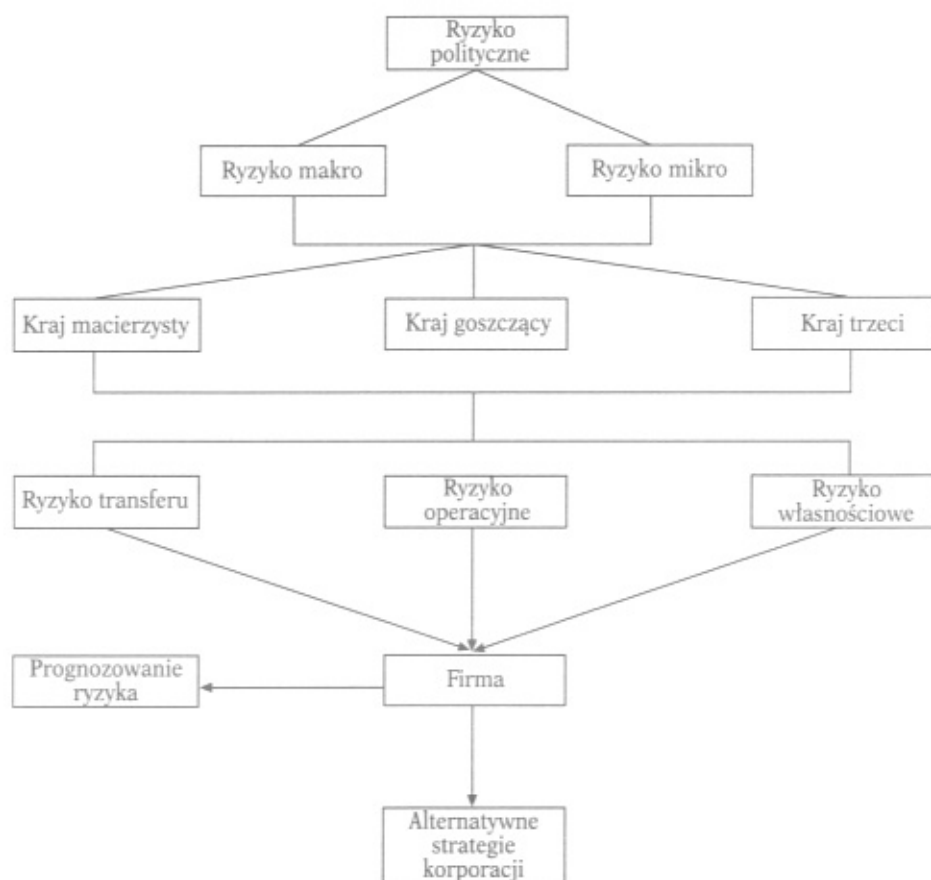 Ryzyko
polityczne
Ryzyko makro
Ryzyko mikro
Kraj macierzysty
Kraj goszczący
Kraj trzeci
Ryzyko transferu
Ryzyko
operacyjne
Ryzyko
własnościowe
Prognozowanie
ryzyka
Firma
Alternatywne
strategie
korporacji